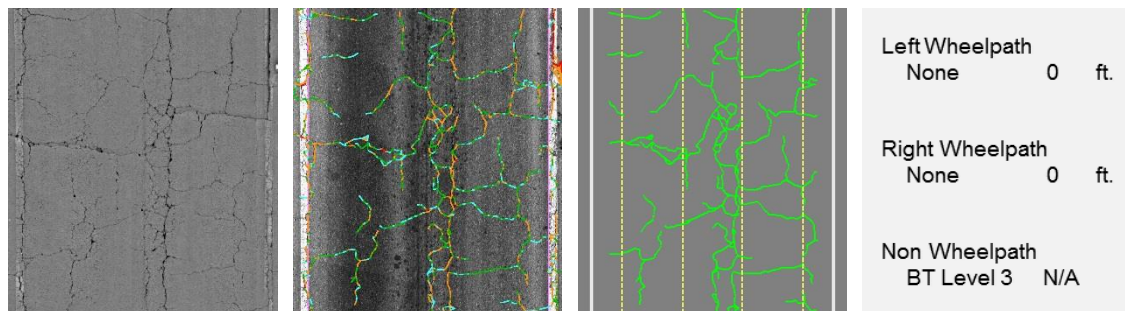 Left Wheelpath
None 0 ft.
Right Wheelpath
None 0 ft.
Non Wheelpath
BT Level 3 N/A